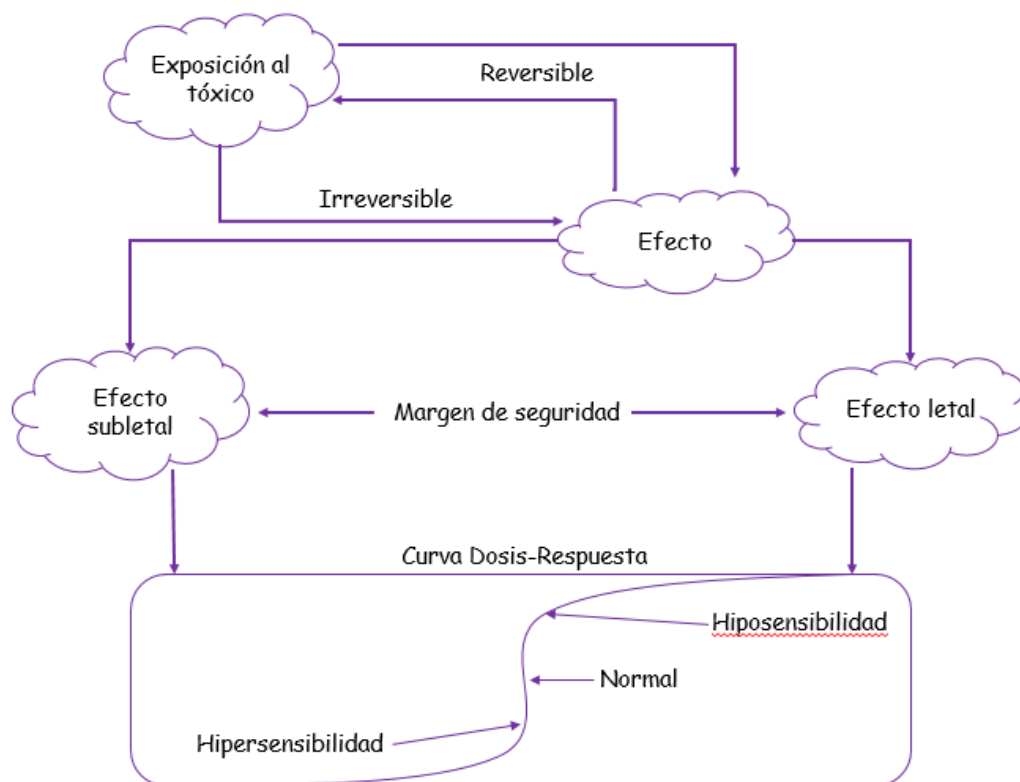 Exposición al
tóxico
Reversible
Irreversible
Efecto
Efecto
subletal
Margen de seguridad
Efecto letal
Curva Dosis-Respuesta
Hiposensibilidad
Normal
Hipersensibilidad